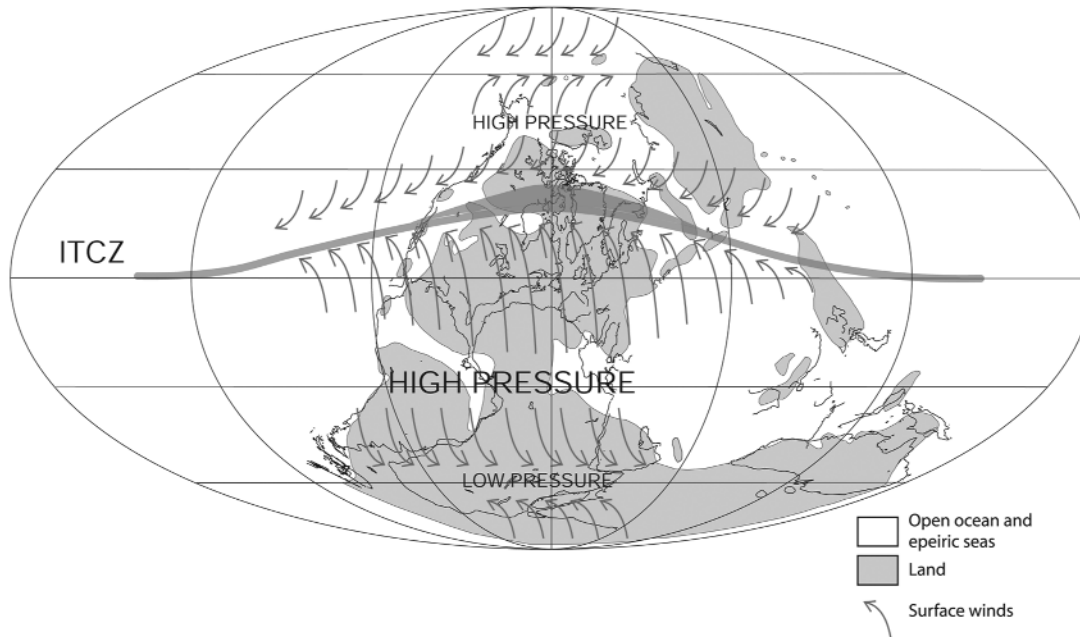 HIGH PRESSURE
ITCZ
HIGH PRESSURE
LOW PRESSURE
Open ocean and
epeiric seas
Land
Surface winds